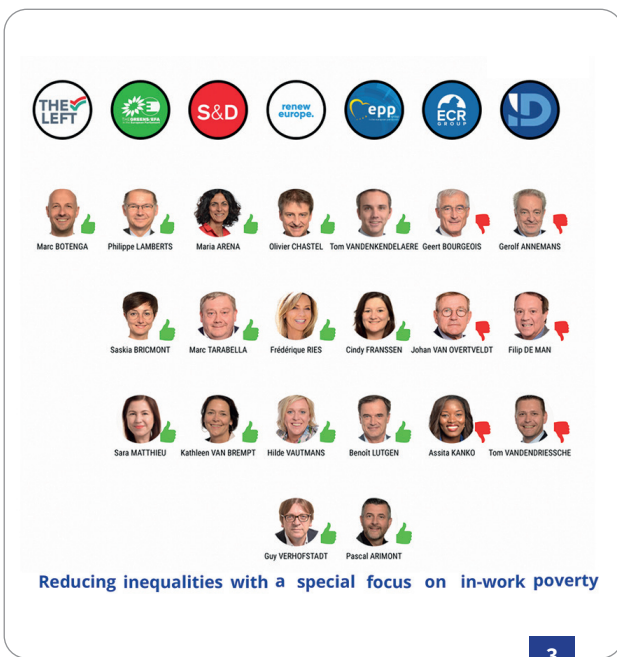 THE LEFT
THE GREENS/EFA
S&D
renew europe.
epp
ECR GROUP
ID
Marc BOTENGA Philippe LAMBERTS Maria ARENA Olivier CHASTEL Tom VANDENKENDELAERE Geert BOURGEOIS Gerolf ANNEMANS
Saskia BRICMONT Marc TARABELLA Frédérique RIES Cindy FRANSSEN Johan VAN OVERTVELDT Filip DE MAN
Sara MATTHIEU Kathleen VAN BREMPT Hilde VAUTMANS Benoît LUTGEN Assita KANKO Tom VANDENDRIESSCHE
Guy VERHOFSTADT Pascal ARIMONT
Reducing inequalities with a special focus on in-work poverty
3